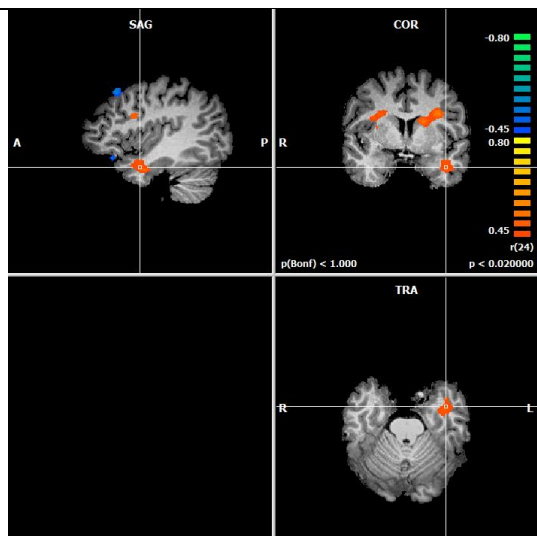 SAG
A
P
COR
R
-0.80
-0.45
0.80
0.45
r(24)
p(Bonf) < 1.000
p < 0.020000
TRA
R
L